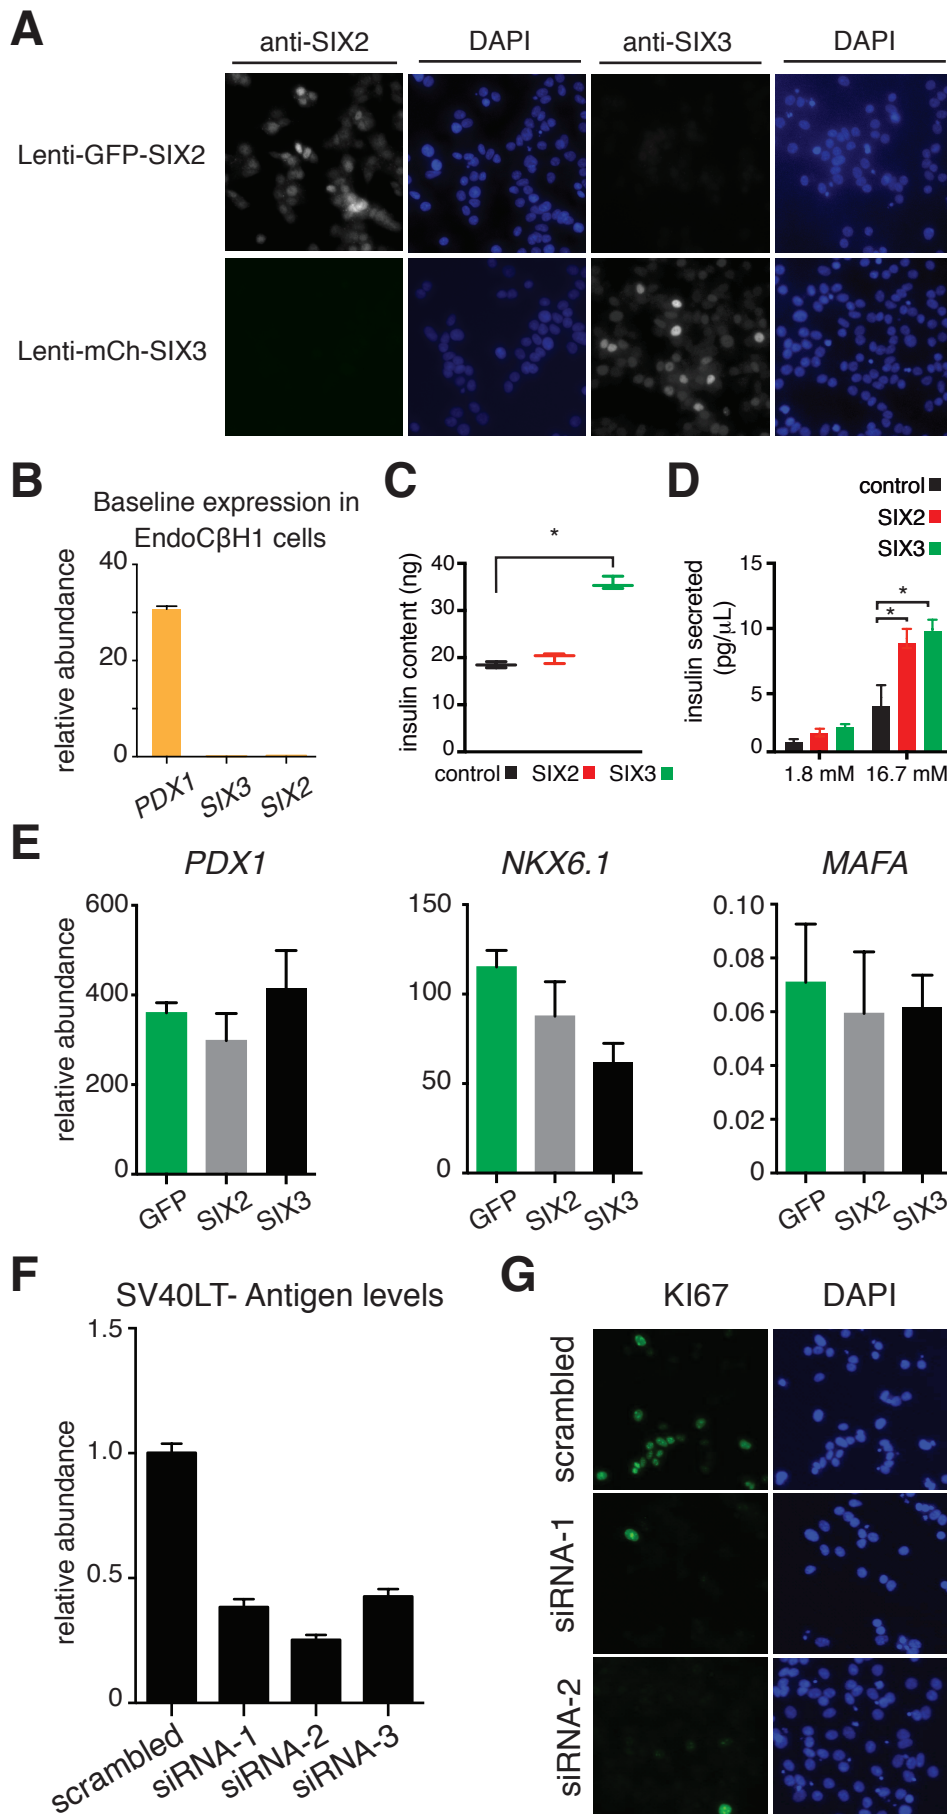 A
anti-SIX2 DAPI anti-SIX3 DAPI
Lenti-GFP-SIX2
Lenti-mCh-SIX3
B
Baseline expression in
EndoCβH1 cells
relative abundance
40
20
0
PDX1 SIX3 SIX2
C
*
insulin content (ng)
40
30
20
10
0
control SIX2 SIX3
D
control
SIX2
SIX3
insulin secreted
(pg/μL)
15
10
5
0
*
*
1.8 mM 16.7 mM
E
PDX1
relative abundance
600
400
200
0
GFP SIX2 SIX3
NKX6.1
150
100
50
0
GFP SIX2 SIX3
MAFA
0.10
0.08
0.06
0.04
0.02
0
GFP SIX2 SIX3
F
SV40LT- Antigen levels
relative abundance
1.5
1.0
0.5
0
scrambled siRNA-1 siRNA-2 siRNA-3
G
KI67 DAPI
scrambled
siRNA-1
siRNA-2